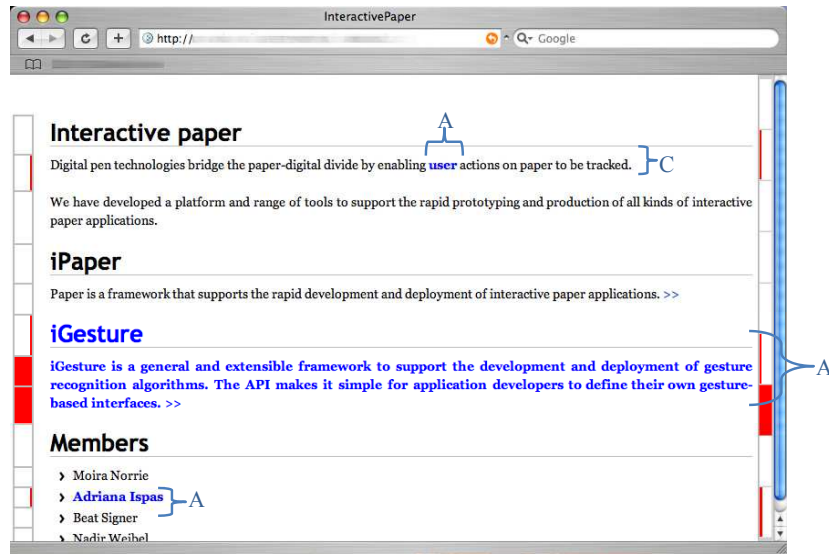 InteractivePaper
http://
Google
A
Interactive paper
Digital pen technologies bridge the paper-digital divide by enabling user actions on paper to be tracked.
C
We have developed a platform and range of tools to support the rapid prototyping and production of all kinds of interactive
paper applications.
iPaper
Paper is a framework that supports the rapid development and deployment of interactive paper applications. >>
iGesture
iGesture is a general and extensible framework to support the development and deployment of gesture
recognition algorithms. The API makes it simple for application developers to define their own gesture-
based interfaces. >>
A
Members
› Moira Norrie
› Adriana Ispas
A
› Beat Signer
› Nadir Weibel